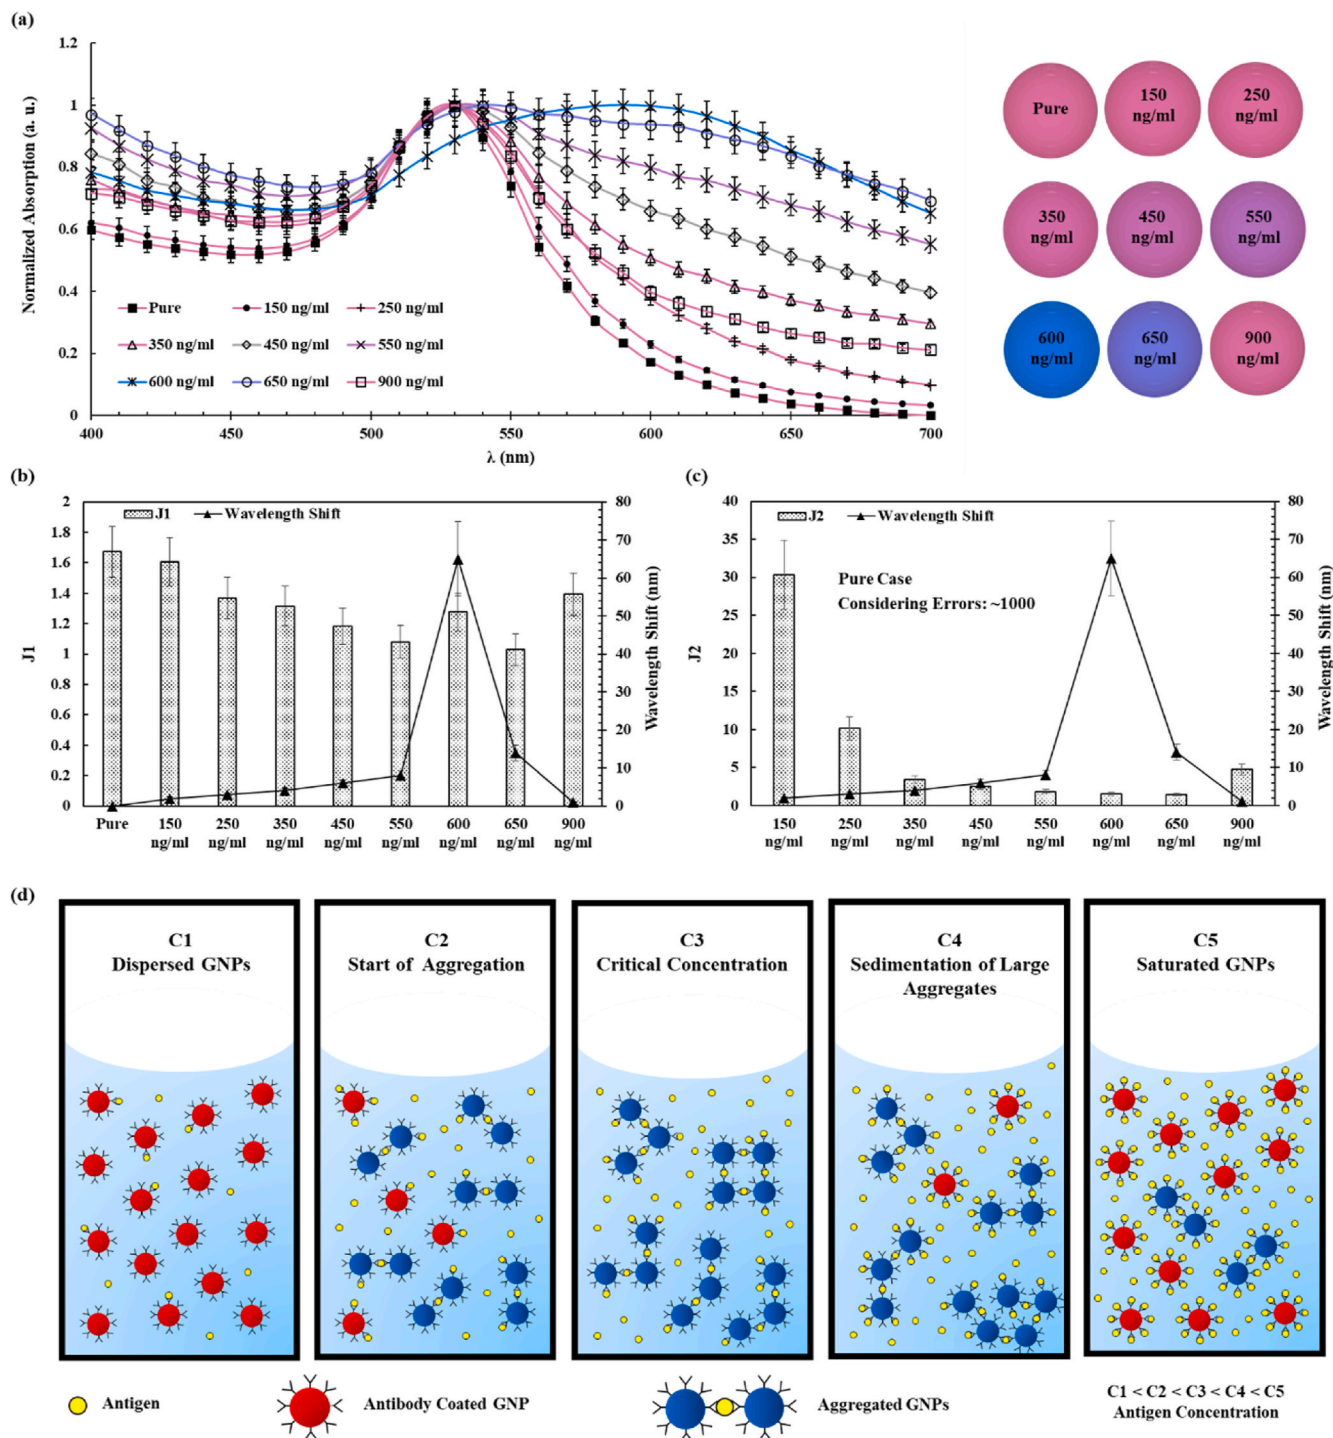 (a)
1.2
1
0.8
0.6
0.4
0.2
0
Normalized Absorption (a. u.)
400
450
500
550
600
650
700
λ (nm)
Pure
150 ng/ml
250 ng/ml
350 ng/ml
450 ng/ml
550 ng/ml
600 ng/ml
650 ng/ml
900 ng/ml
Pure
150
ng/ml
250
ng/ml
350
ng/ml
450
ng/ml
550
ng/ml
600
ng/ml
650
ng/ml
900
ng/ml
(b)
J1
Wavelength Shift
2
1.8
1.6
1.4
1.2
1
0.8
0.6
0.4
0.2
0
J1
80
70
60
50
40
30
20
10
0
Wavelength Shift (nm)
Pure
150
ng/ml
250
ng/ml
350
ng/ml
450
ng/ml
550
ng/ml
600
ng/ml
650
ng/ml
900
ng/ml
(c)
J2
Wavelength Shift
Pure Case
Considering Errors: ~1000
40
35
30
25
20
15
10
5
0
J2
80
70
60
50
40
30
20
10
0
Wavelength Shift (nm)
150
ng/ml
250
ng/ml
350
ng/ml
450
ng/ml
550
ng/ml
600
ng/ml
650
ng/ml
900
ng/ml
(d)
C1
Dispersed GNPs
C2
Start of Aggregation
C3
Critical Concentration
C4
Sedimentation of Large
Aggregates
C5
Saturated GNPs
Antigen
Antibody Coated GNP
Aggregated GNPs
C1 < C2 < C3 < C4 < C5
Antigen Concentration